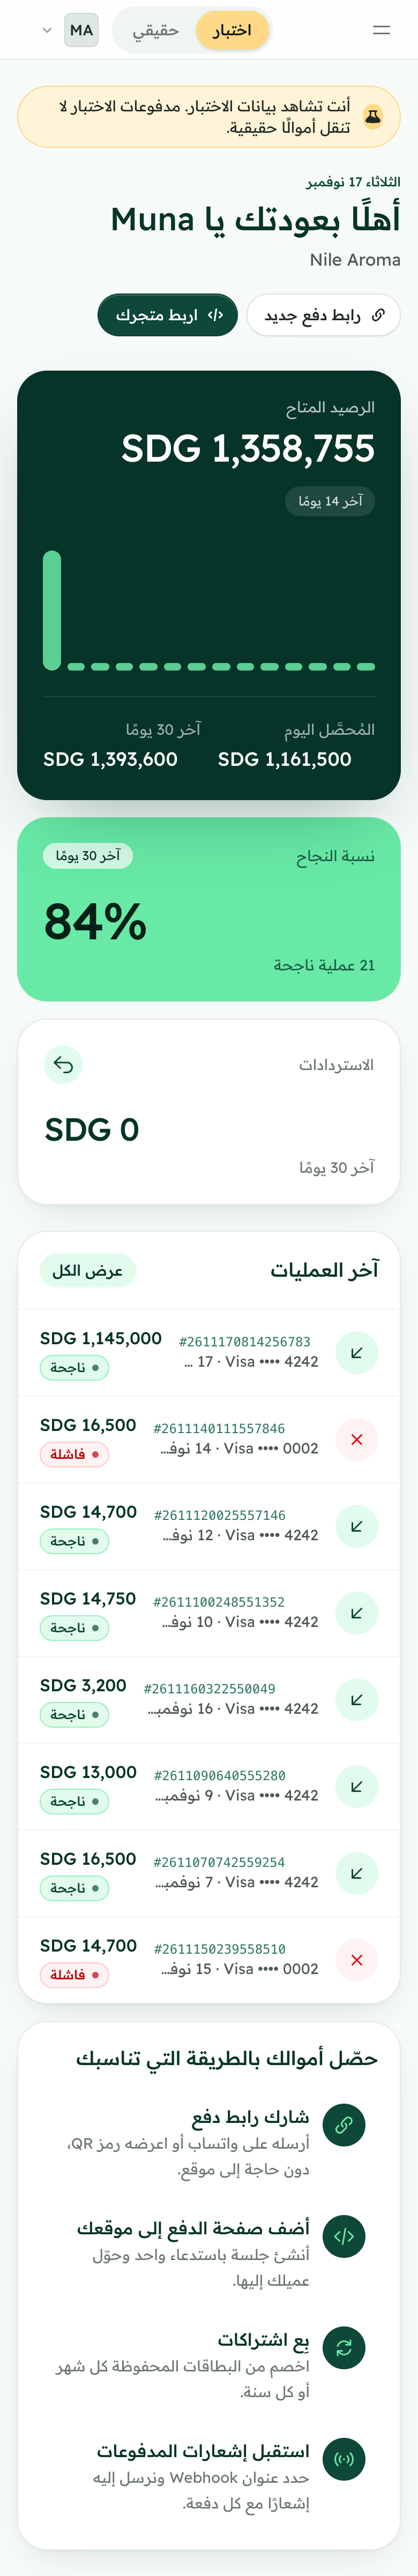 اختبار
حقيقي
MA
أنت تشاهد بيانات الاختبار. مدفوعات الاختبار لا
تنقل أموالًا حقيقية.
الثلاثاء 17 نوفمبر
أهلًا بعودتك يا Muna
Nile Aroma
رابط دفع جديد
اربط متجرك
الرصيد المتاح
SDG 1,358,755
آخر 14 يومًا
المُحصَّل اليوم
SDG 1,161,500
آخر 30 يومًا
SDG 1,393,600
نسبة النجاح
آخر 30 يومًا
84%
21 عملية ناجحة
الاستردادات
SDG 0
آخر 30 يومًا
آخر العمليات
عرض الكل
#2611170814256783
SDG 1,145,000
Visa •••• 4242 · 17 ...
ناجحة
#2611140111557846
SDG 16,500
Visa •••• 0002 · 14 نوفـ...
فاشلة
#2611120025557146
SDG 14,700
Visa •••• 4242 · 12 نوفـ...
ناجحة
#2611100248551352
SDG 14,750
Visa •••• 4242 · 10 نوفـ...
ناجحة
#2611160322550049
SDG 3,200
Visa •••• 4242 · 16 نوفمبـ...
ناجحة
#2611090640555280
SDG 13,000
Visa •••• 4242 · 9 نوفمبـ...
ناجحة
#2611070742559254
SDG 16,500
Visa •••• 4242 · 7 نوفمبـ...
ناجحة
#2611150239558510
SDG 14,700
Visa •••• 0002 · 15 نوفـ...
فاشلة
حصّل أموالك بالطريقة التي تناسبك
شارك رابط دفع
أرسله على واتساب أو اعرضه رمز QR،
دون حاجة إلى موقع.
أضف صفحة الدفع إلى موقعك
أنشئ جلسة باستدعاء واحد وحوّل
عميلك إليها.
بِع اشتراكات
اخصم من البطاقات المحفوظة كل شهر
أو كل سنة.
استقبل إشعارات المدفوعات
حدد عنوان Webhook ونرسل إليه
إشعارًا مع كل دفعة.